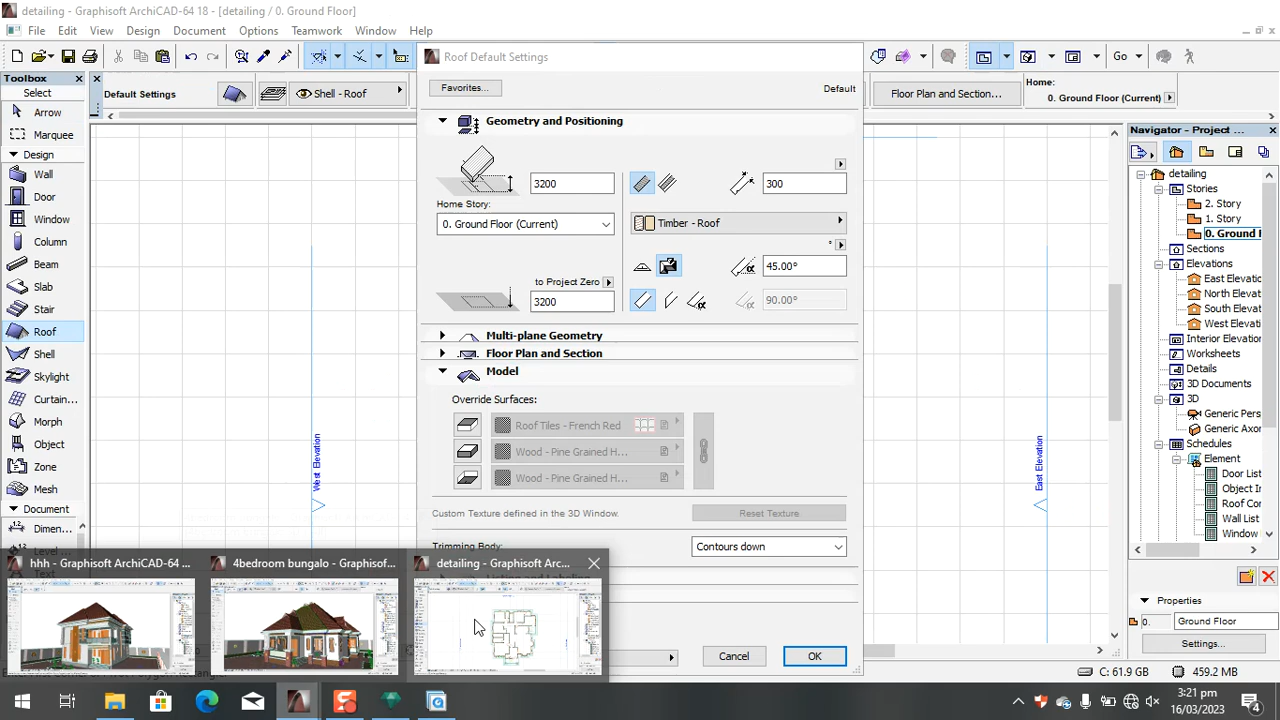 detailing - Graphisoft ArchiCAD-64 18 - [detailing / 0. Ground Floor]
File Edit View Design Document Options Teamwork Window Help
Toolbox
Select
Arrow
Marquee
Design
Wall
Door
Window
Column
Beam
Slab
Stair
Roof
Shell
Skylight
Curtain...
Morph
Object
Zone
Mesh
Document
Dimen...
Default Settings
Shell - Roof
Roof Default Settings
Favorites...
Default
Geometry and Positioning
3200
300
Home Story:
0. Ground Floor (Current)
Timber - Roof
45.00°
to Project Zero
3200
90.00°
Multi-plane Geometry
Floor Plan and Section
Model
Override Surfaces:
Roof Tiles - French Red
Wood - Pine Grained H...
Wood - Pine Grained H...
Custom Texture defined in the 3D Window.
Reset Texture
Trimming Body:
Contours down
Cancel
OK
West Elevation
East Elevation
Go
Floor Plan and Section...
Home:
0. Ground Floor (Current)
Navigator - Project ...
detailing
Stories
2. Story
1. Story
0. Ground F
Sections
Elevations
East Elevatio
North Elevat
South Elevat
West Elevati
Interior Elevation
Worksheets
Details
3D Documents
3D
Generic Pers
Generic Axon
Schedules
Element
Door List
Object In
Roof Cor
Wall List
Window
Properties
0. Ground Floor
Settings...
C: 61.9 GB
459.2 MB
hhh - Graphisoft ArchiCAD-64 ...
4bedroom bungalo - Graphisof...
detailing - Graphisoft Arc...
3:21 pm
16/03/2023
4